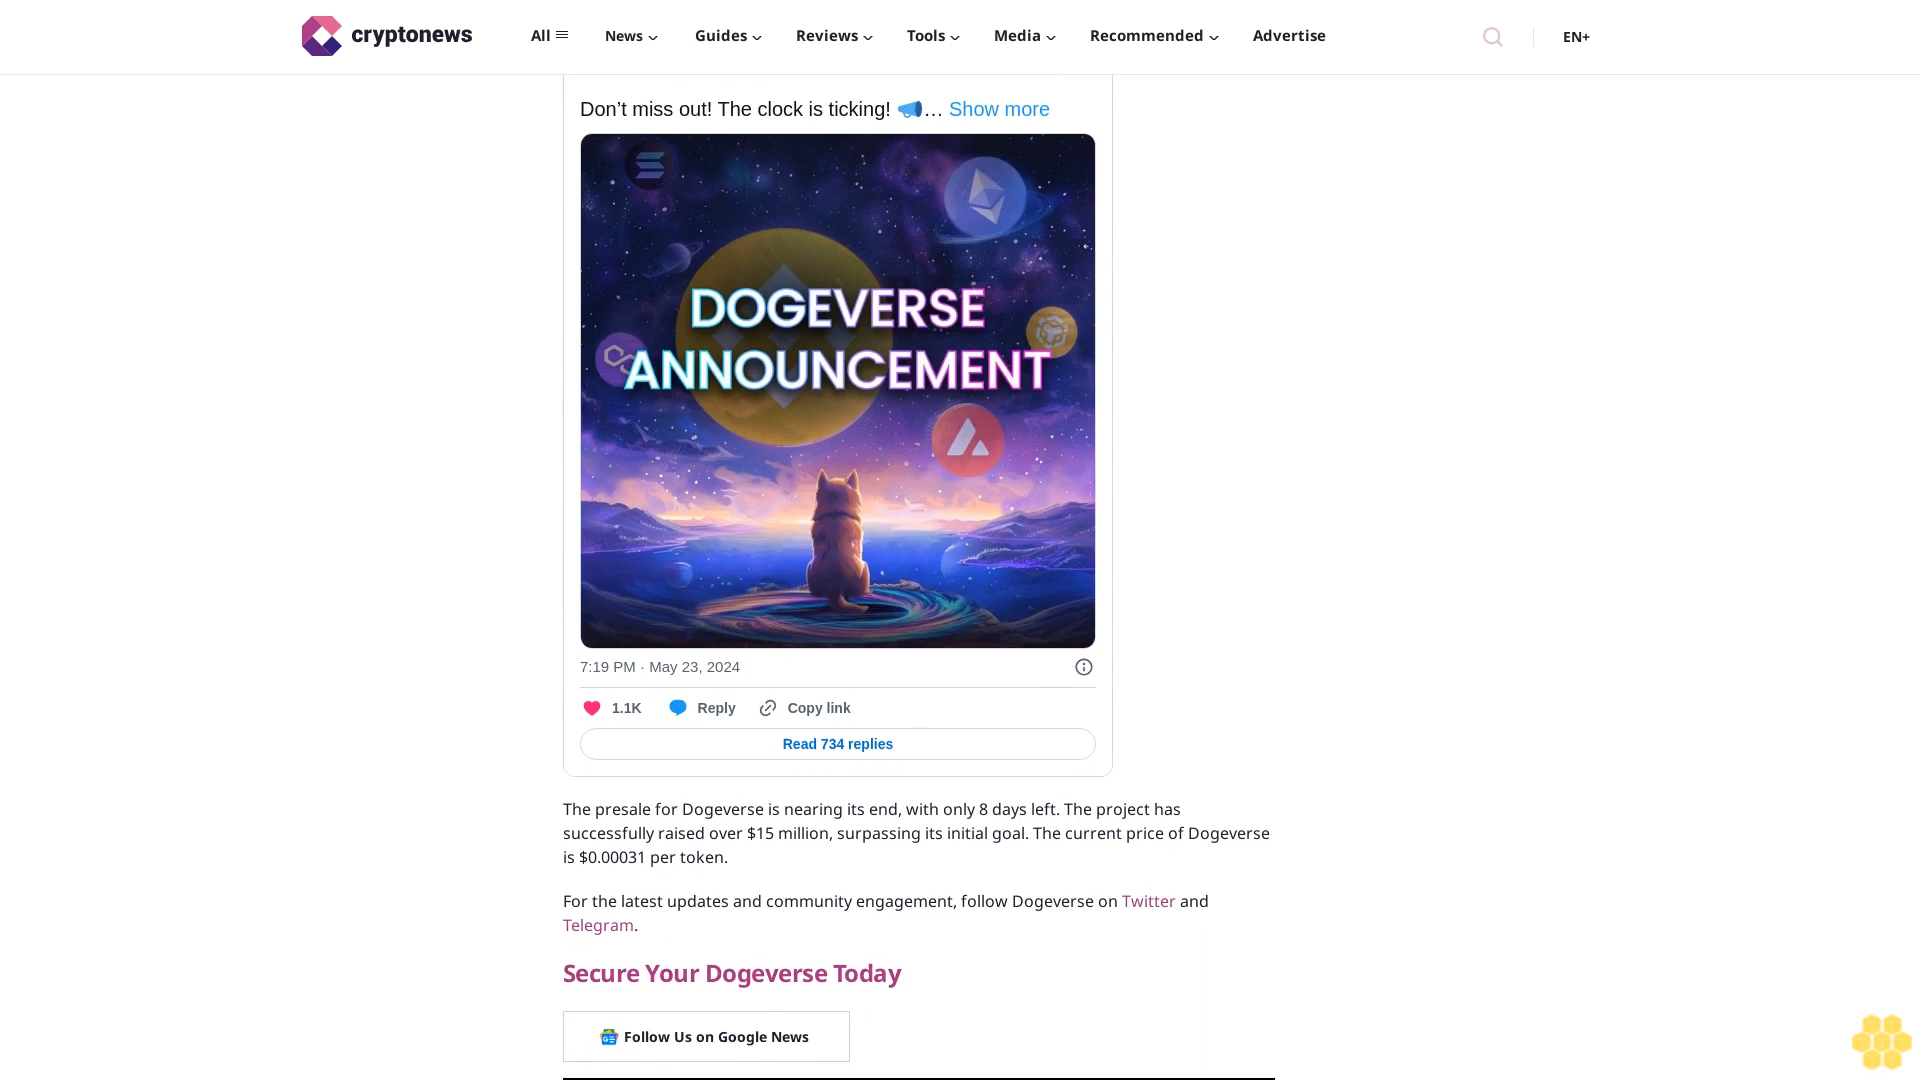 cryptonews
All
News
Guides
Reviews
Tools
Media
Recommended
Advertise
EN+
Don’t miss out! The clock is ticking! 📣… Show more
DOGEVERSE
ANNOUNCEMENT
7:19 PM · May 23, 2024
1.1K
Reply
Copy link
Read 734 replies
The presale for Dogeverse is nearing its end, with only 8 days left. The project has
successfully raised over $15 million, surpassing its initial goal. The current price of Dogeverse
is $0.00031 per token.
For the latest updates and community engagement, follow Dogeverse on Twitter and
Telegram.
Secure Your Dogeverse Today
Follow Us on Google News